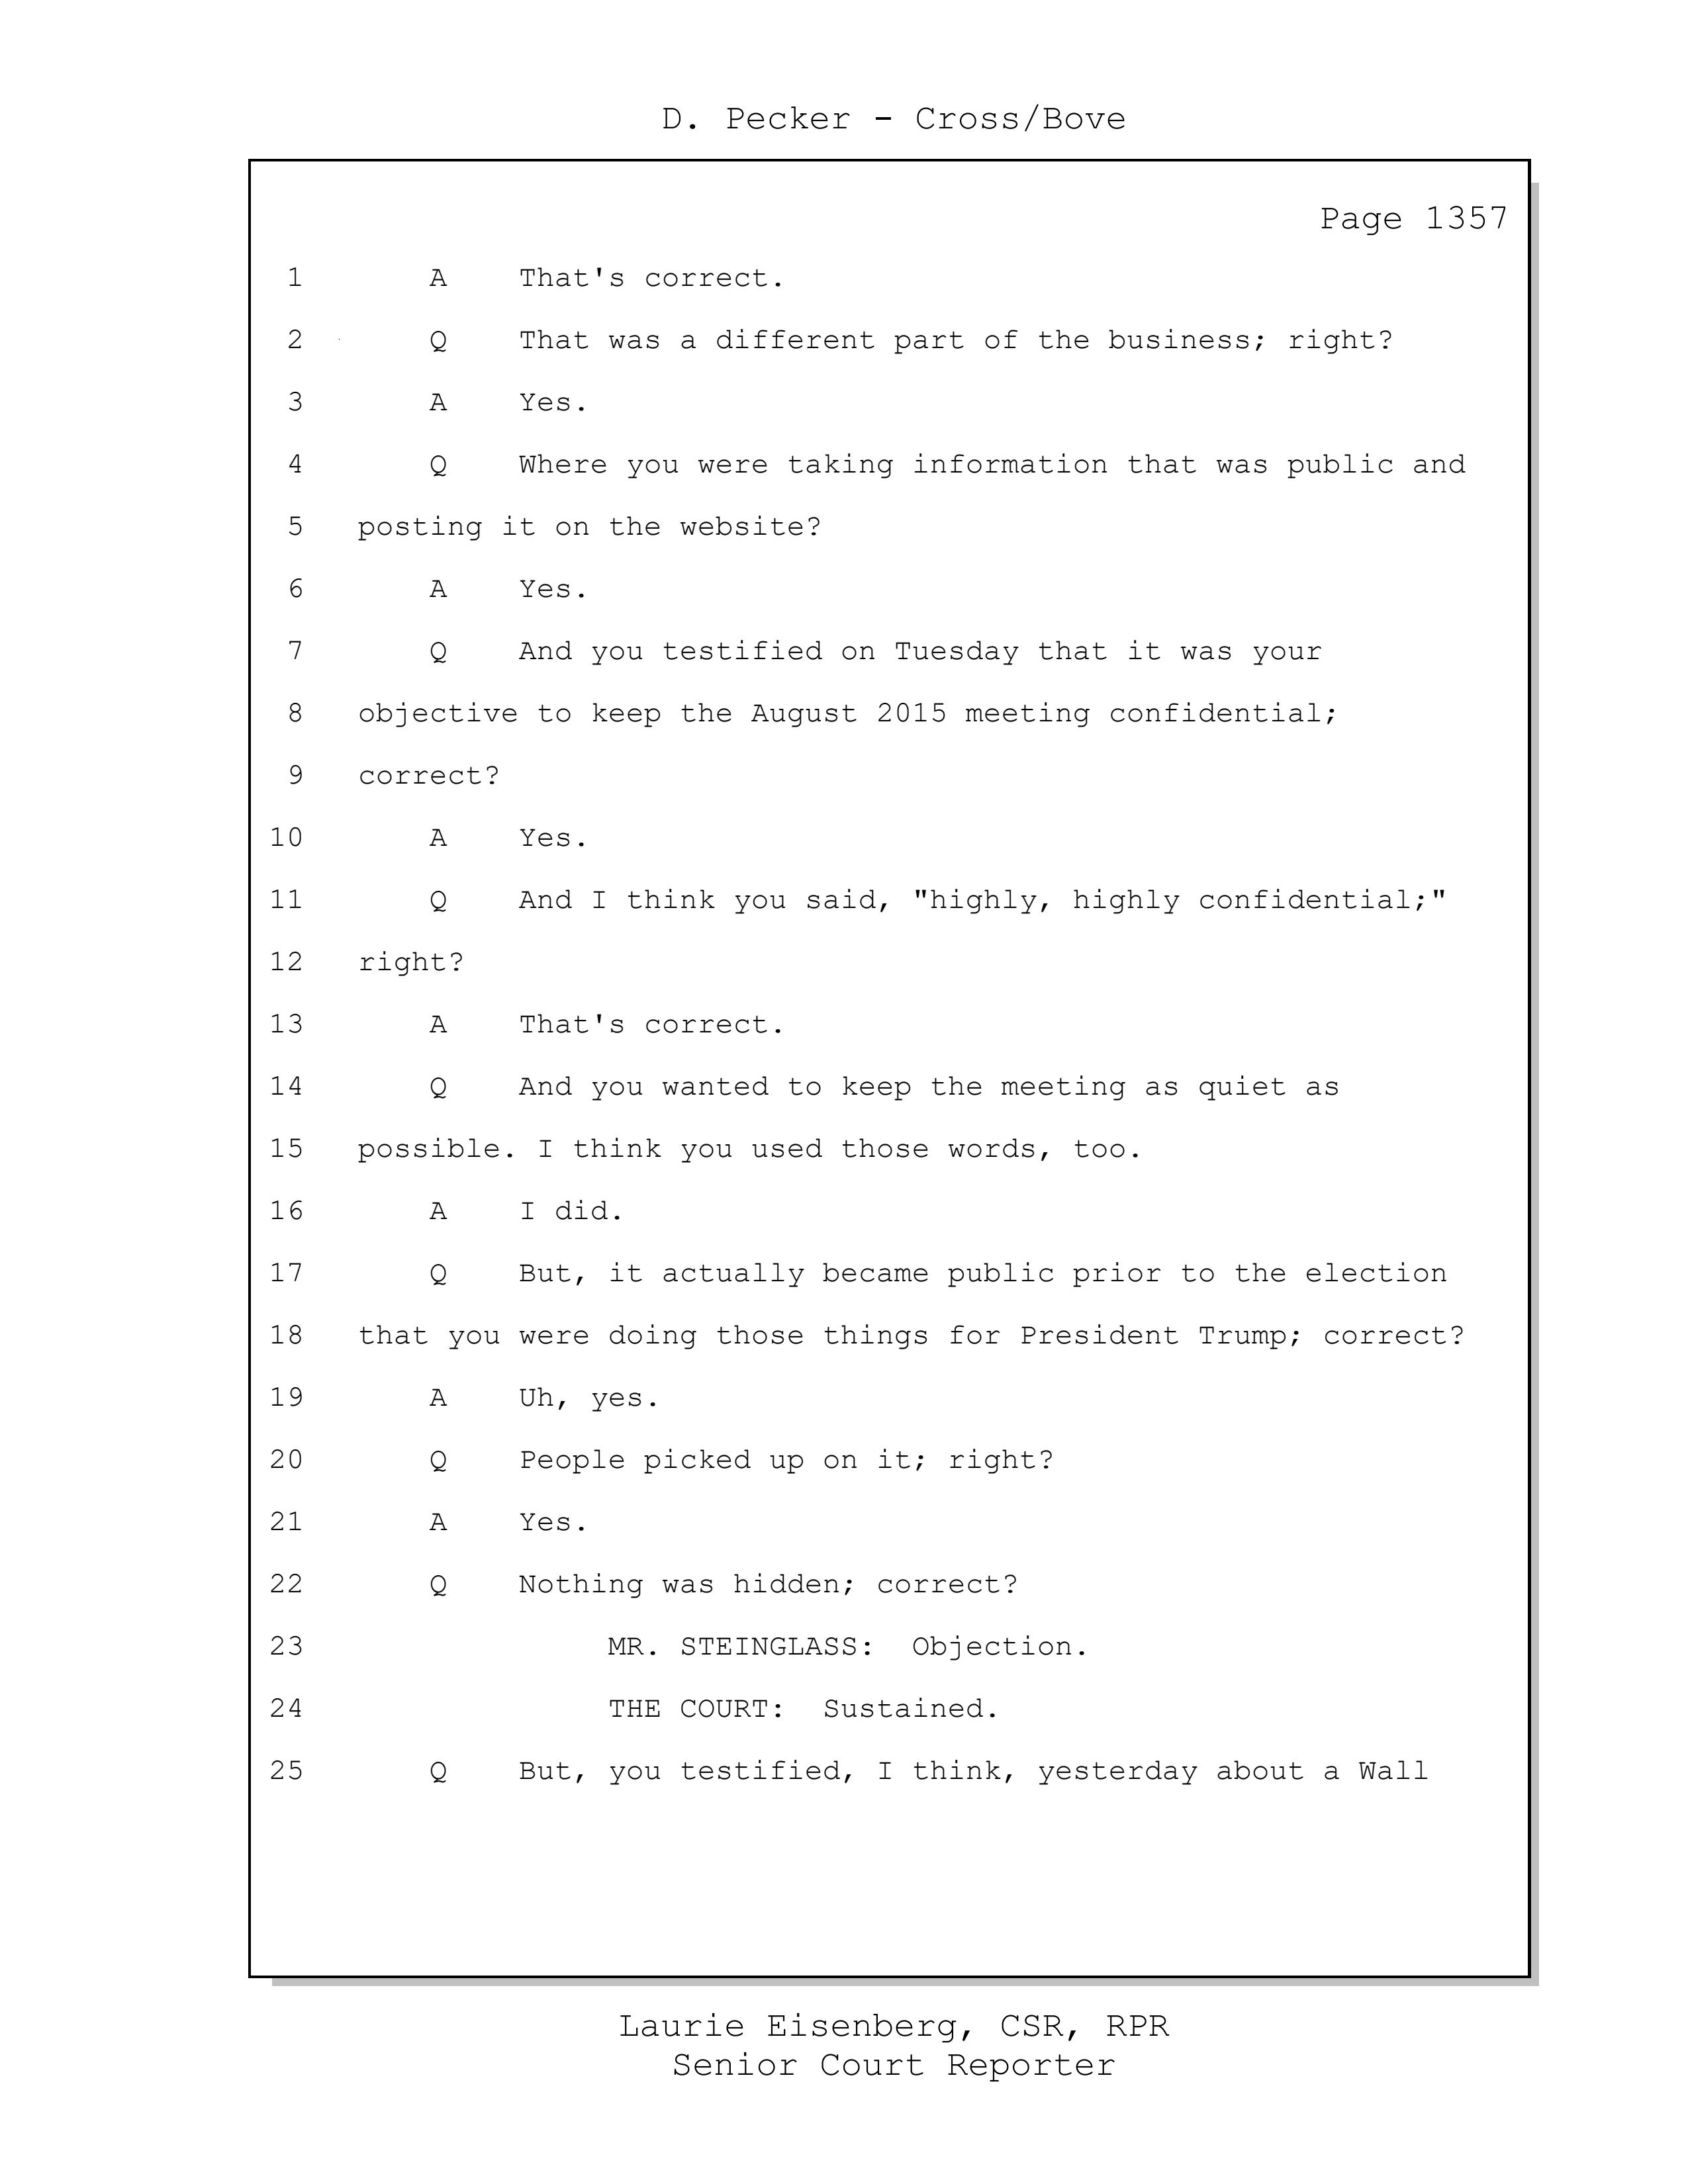 D. Pecker - Cross/Bove
Page 1357
1 A That's correct.
2 Q That was a different part of the business; right?
3 A Yes.
4 Q Where you were taking information that was public and
5 posting it on the website?
6 A Yes.
7 Q And you testified on Tuesday that it was your
8 objective to keep the August 2015 meeting confidential;
9 correct?
10 A Yes.
11 Q And I think you said, "highly, highly confidential;"
12 right?
13 A That's correct.
14 Q And you wanted to keep the meeting as quiet as
15 possible. I think you used those words, too.
16 A I did.
17 Q But, it actually became public prior to the election
18 that you were doing those things for President Trump; correct?
19 A Uh, yes.
20 Q People picked up on it; right?
21 A Yes.
22 Q Nothing was hidden; correct?
23 MR. STEINGLASS: Objection.
24 THE COURT: Sustained.
25 Q But, you testified, I think, yesterday about a Wall
Laurie Eisenberg, CSR, RPR
Senior Court Reporter